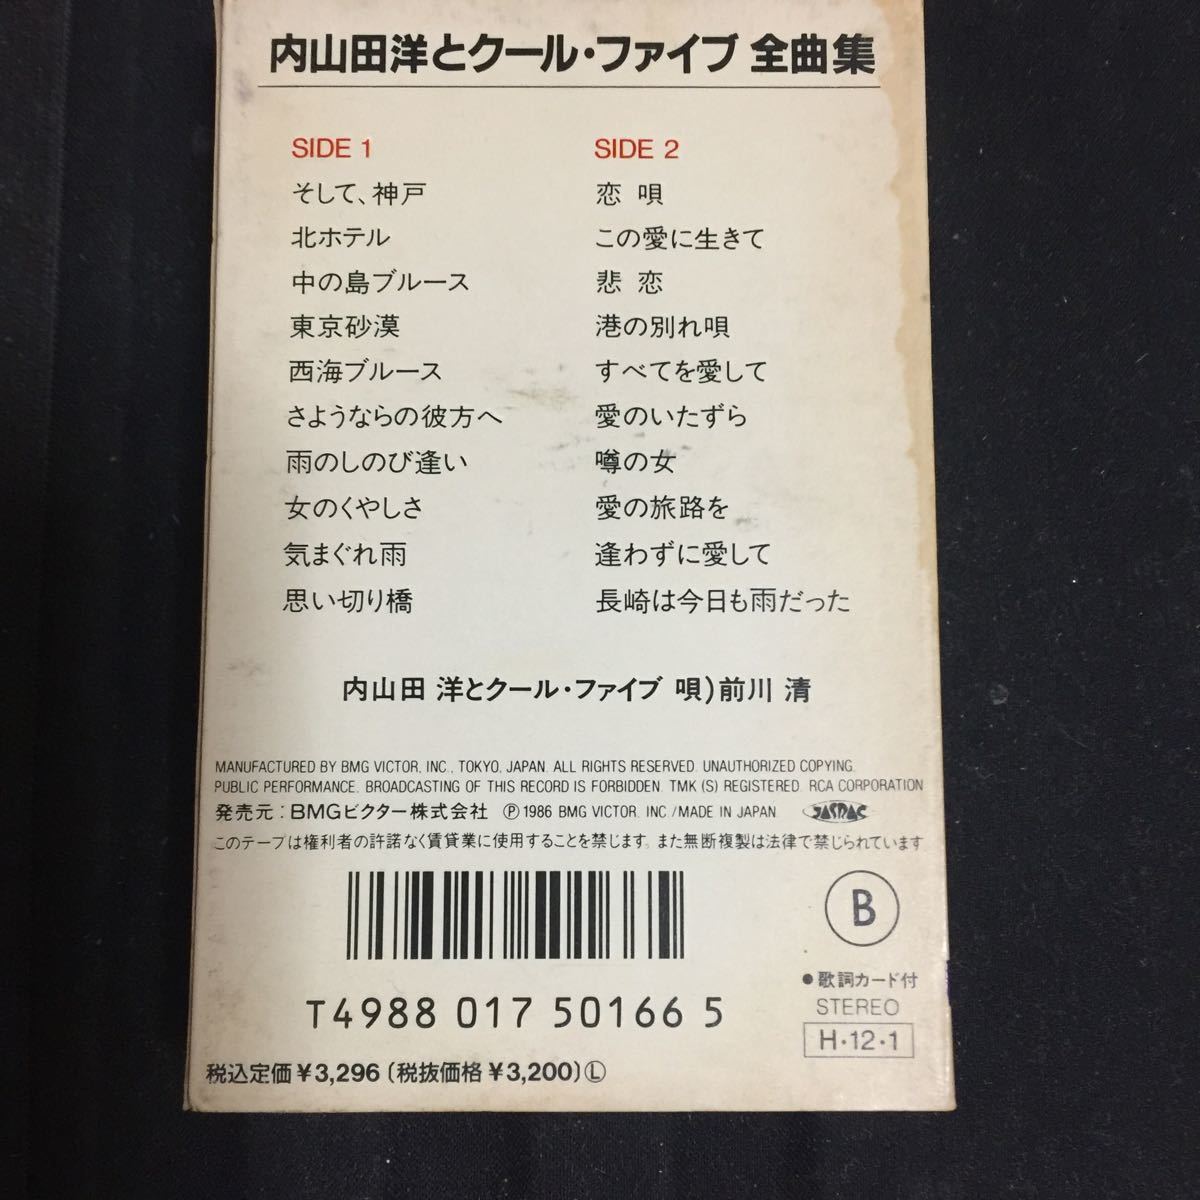 内山田洋とクール・ファイブ 全曲集
SIDE 1
そして、神戸
北ホテル
中の島ブルース
東京砂漠
西海ブルース
さようならの彼方へ
雨のしのび逢い
女のくやしさ
気まぐれ雨
思い切り橋
SIDE 2
恋 唄
この愛に生きて
悲 恋
港の別れ唄
すべてを愛して
愛のいたずら
噂の女
愛の旅路を
逢わずに愛して
長崎は今日も雨だった
内山田 洋とクール・ファイブ 唄)前川 清
MANUFACTURED BY BMG VICTOR, INC., TOKYO, JAPAN. ALL RIGHTS RESERVED. UNAUTHORIZED COPYING.
PUBLIC PERFORMANCE. BROADCASTING OF THIS RECORD IS FORBIDDEN. TMK (S) REGISTERED. RCA CORPORATION
発売元：BMGビクター株式会社 Ⓟ 1986 BMG VICTOR. INC./MADE IN JAPAN. JASRAC
このテープは権利者の許諾なく賃貸業に使用することを禁じます。また無断複製は法律で禁じられています
B
T4988 017 50166 5
●歌詞カード付
STEREO
H・12・1
税込定価￥3,296〔税抜価格￥3,200〕Ⓛ